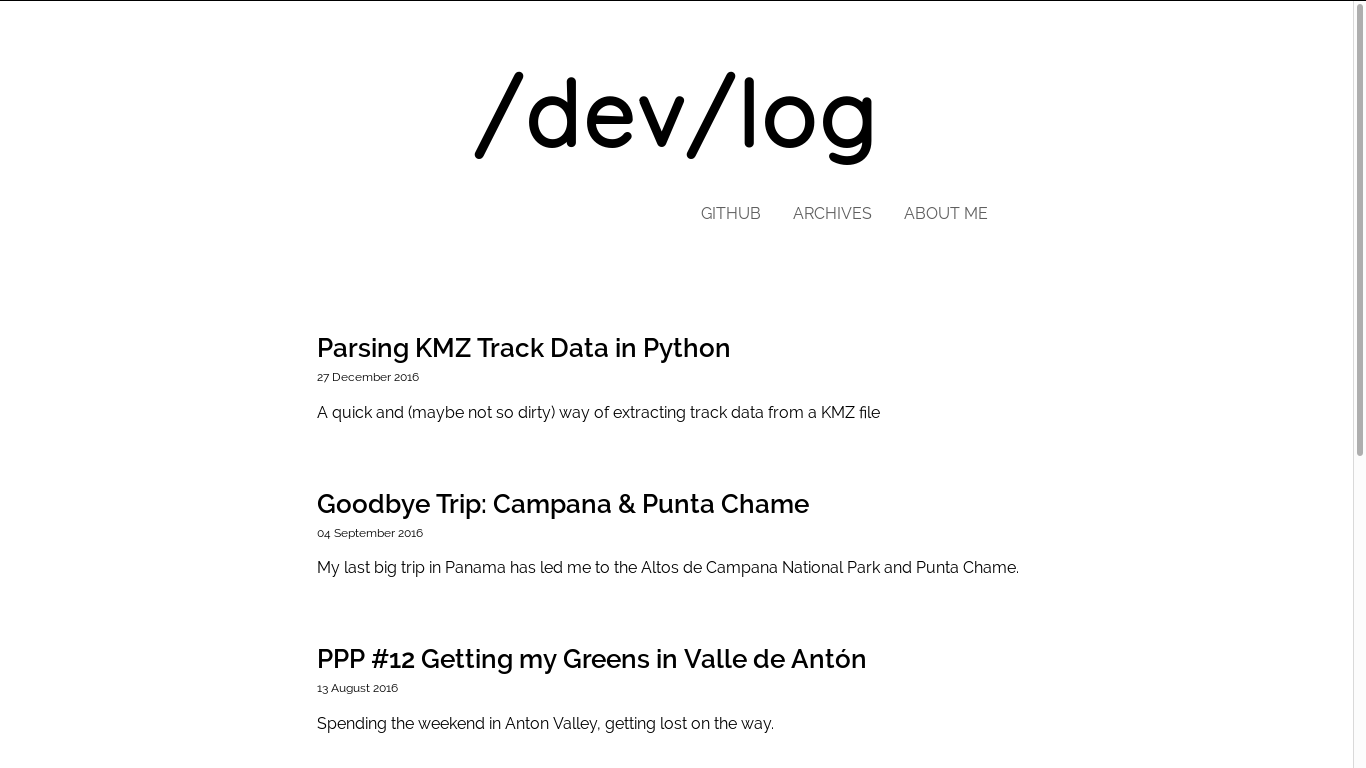 /dev/log
GITHUB ARCHIVES ABOUT ME
Parsing KMZ Track Data in Python
27 December 2016
A quick and (maybe not so dirty) way of extracting track data from a KMZ file
Goodbye Trip: Campana & Punta Chame
04 September 2016
My last big trip in Panama has led me to the Altos de Campana National Park and Punta Chame.
PPP #12 Getting my Greens in Valle de Antón
13 August 2016
Spending the weekend in Anton Valley, getting lost on the way.